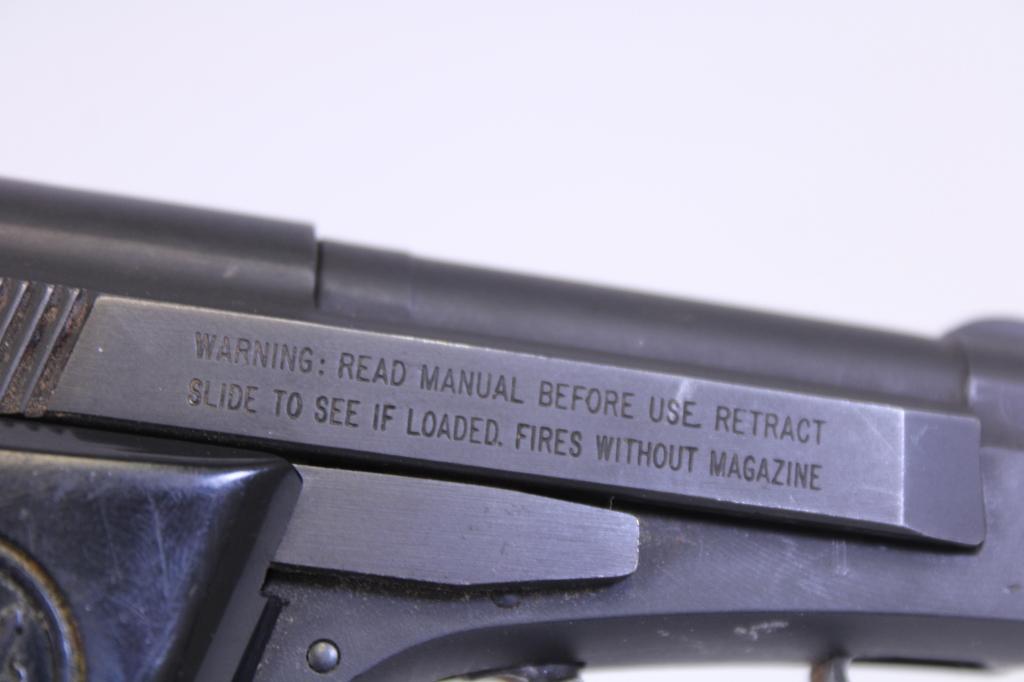 WARNING: READ MANUAL BEFORE USE. RETRACT
SLIDE TO SEE IF LOADED. FIRES WITHOUT MAGAZINE